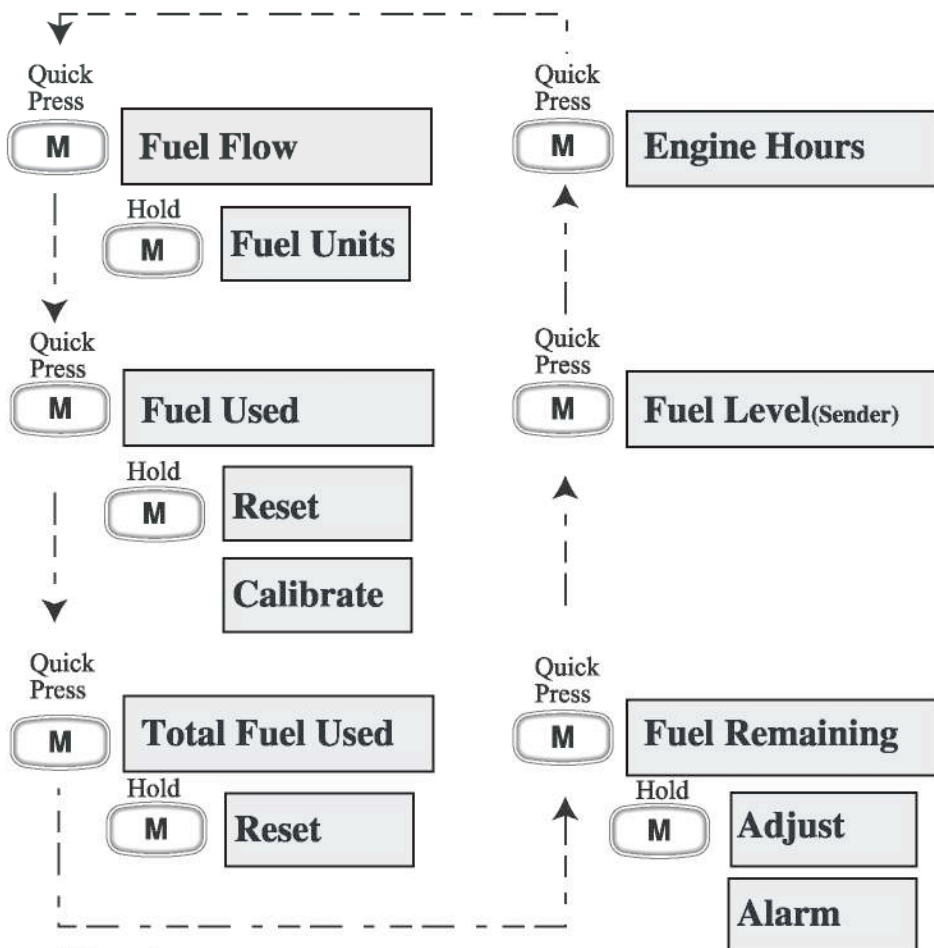 Quick
Press
M
Fuel Flow
Hold
M
Fuel Units
Quick
Press
M
Fuel Used
Hold
M
Reset
Calibrate
Quick
Press
M
Total Fuel Used
Hold
M
Reset
Quick
Press
M
Fuel Remaining
Hold
M
Adjust
Alarm
Quick
Press
M
Fuel Level(Sender)
Quick
Press
M
Engine Hours